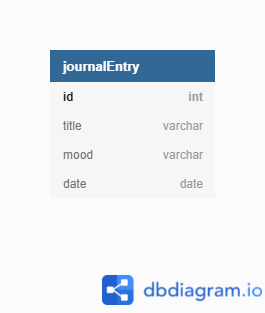 journalEntry
id int
title varchar
mood varchar
date date
dbdiagram.io